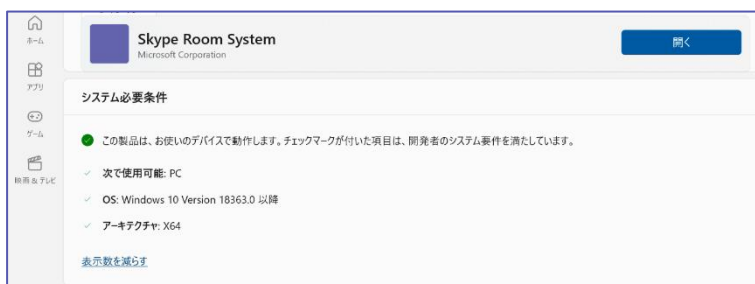 ホーム
アプリ
ゲーム
映画 & テレビ
Skype Room System
Microsoft Corporation
開く
システム必要条件
この製品は、お使いのデバイスで動作します。チェックマークが付いた項目は、開発者のシステム要件を満たしています。
次で使用可能: PC
OS: Windows 10 Version 18363.0 以降
アーキテクチャ: X64
表示数を減らす